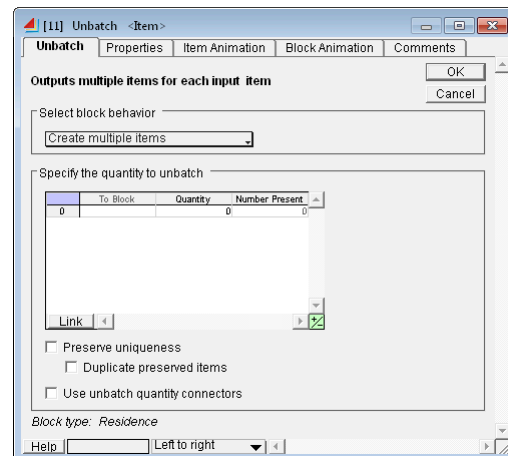 [11] Unbatch <Item>
Unbatch Properties Item Animation Block Animation Comments
Outputs multiple items for each input item
OK
Cancel
Select block behavior
Create multiple items
Specify the quantity to unbatch
To Block Quantity Number Present
0 0 0
Link
Preserve uniqueness
Duplicate preserved items
Use unbatch quantity connectors
Block type: Residence
Help Left to right